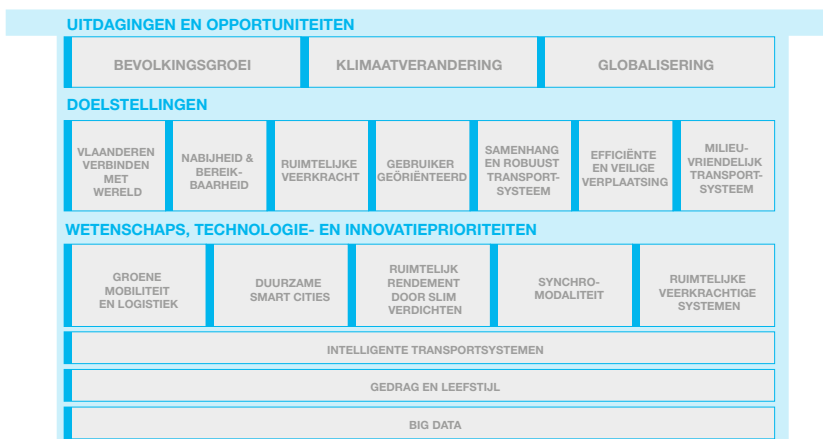 UITDAGINGEN EN OPPORTUNITEITEN
BEVOLKINGSGROEI
KLIMAATVERANDERING
GLOBALISERING
DOELSTELLINGEN
VLAANDEREN
VERBINDEN
MET
WERELD
NABIJHEID &
BEREIK-
BAARHEID
RUIMTELIJKE
VEERKRACHT
GEBRUIKER
GEÖRIËNTEERD
SAMENHANG
EN ROBUUST
TRANSPORT-
SYSTEEM
EFFICIËNTE
EN VEILIGE
VERPLAATSING
MILIEU-
VRIENDELIJK
TRANSPORT-
SYSTEEM
WETENSCHAPS, TECHNOLOGIE- EN INNOVATIEPRIORITEITEN
GROENE
MOBILITEIT
EN LOGISTIEK
DUURZAME
SMART CITIES
RUIMTELIJK
RENDEMENT
DOOR SLIM
VERDICHTEN
SYNCHRO-
MODALITEIT
RUIMTELIJKE
VEERKRACHTIGE
SYSTEMEN
INTELLIGENTE TRANSPORTSYSTEMEN
GEDRAG EN LEEFSTIJL
BIG DATA